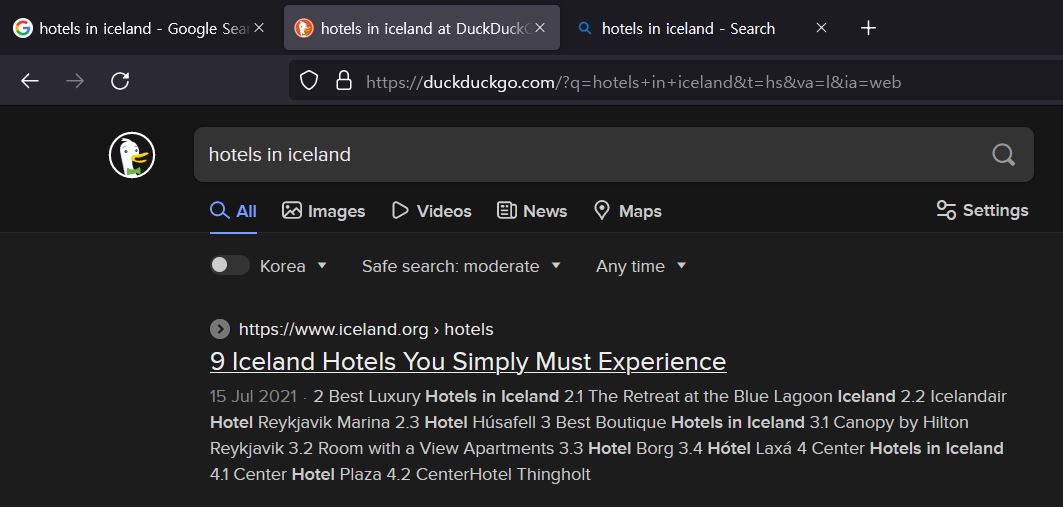 hotels in iceland - Google Sear
hotels in iceland at DuckDuckG
hotels in iceland - Search
https://duckduckgo.com/?q=hotels+in+iceland&t=hs&va=l&ia=web
hotels in iceland
All Images Videos News Maps Settings
Korea Safe search: moderate Any time
https://www.iceland.org › hotels
9 Iceland Hotels You Simply Must Experience
15 Jul 2021 · 2 Best Luxury Hotels in Iceland 2.1 The Retreat at the Blue Lagoon Iceland 2.2 Icelandair
Hotel Reykjavik Marina 2.3 Hotel Húsafell 3 Best Boutique Hotels in Iceland 3.1 Canopy by Hilton
Reykjavik 3.2 Room with a View Apartments 3.3 Hotel Borg 3.4 Hótel Laxá 4 Center Hotels in Iceland
4.1 Center Hotel Plaza 4.2 CenterHotel Thingholt